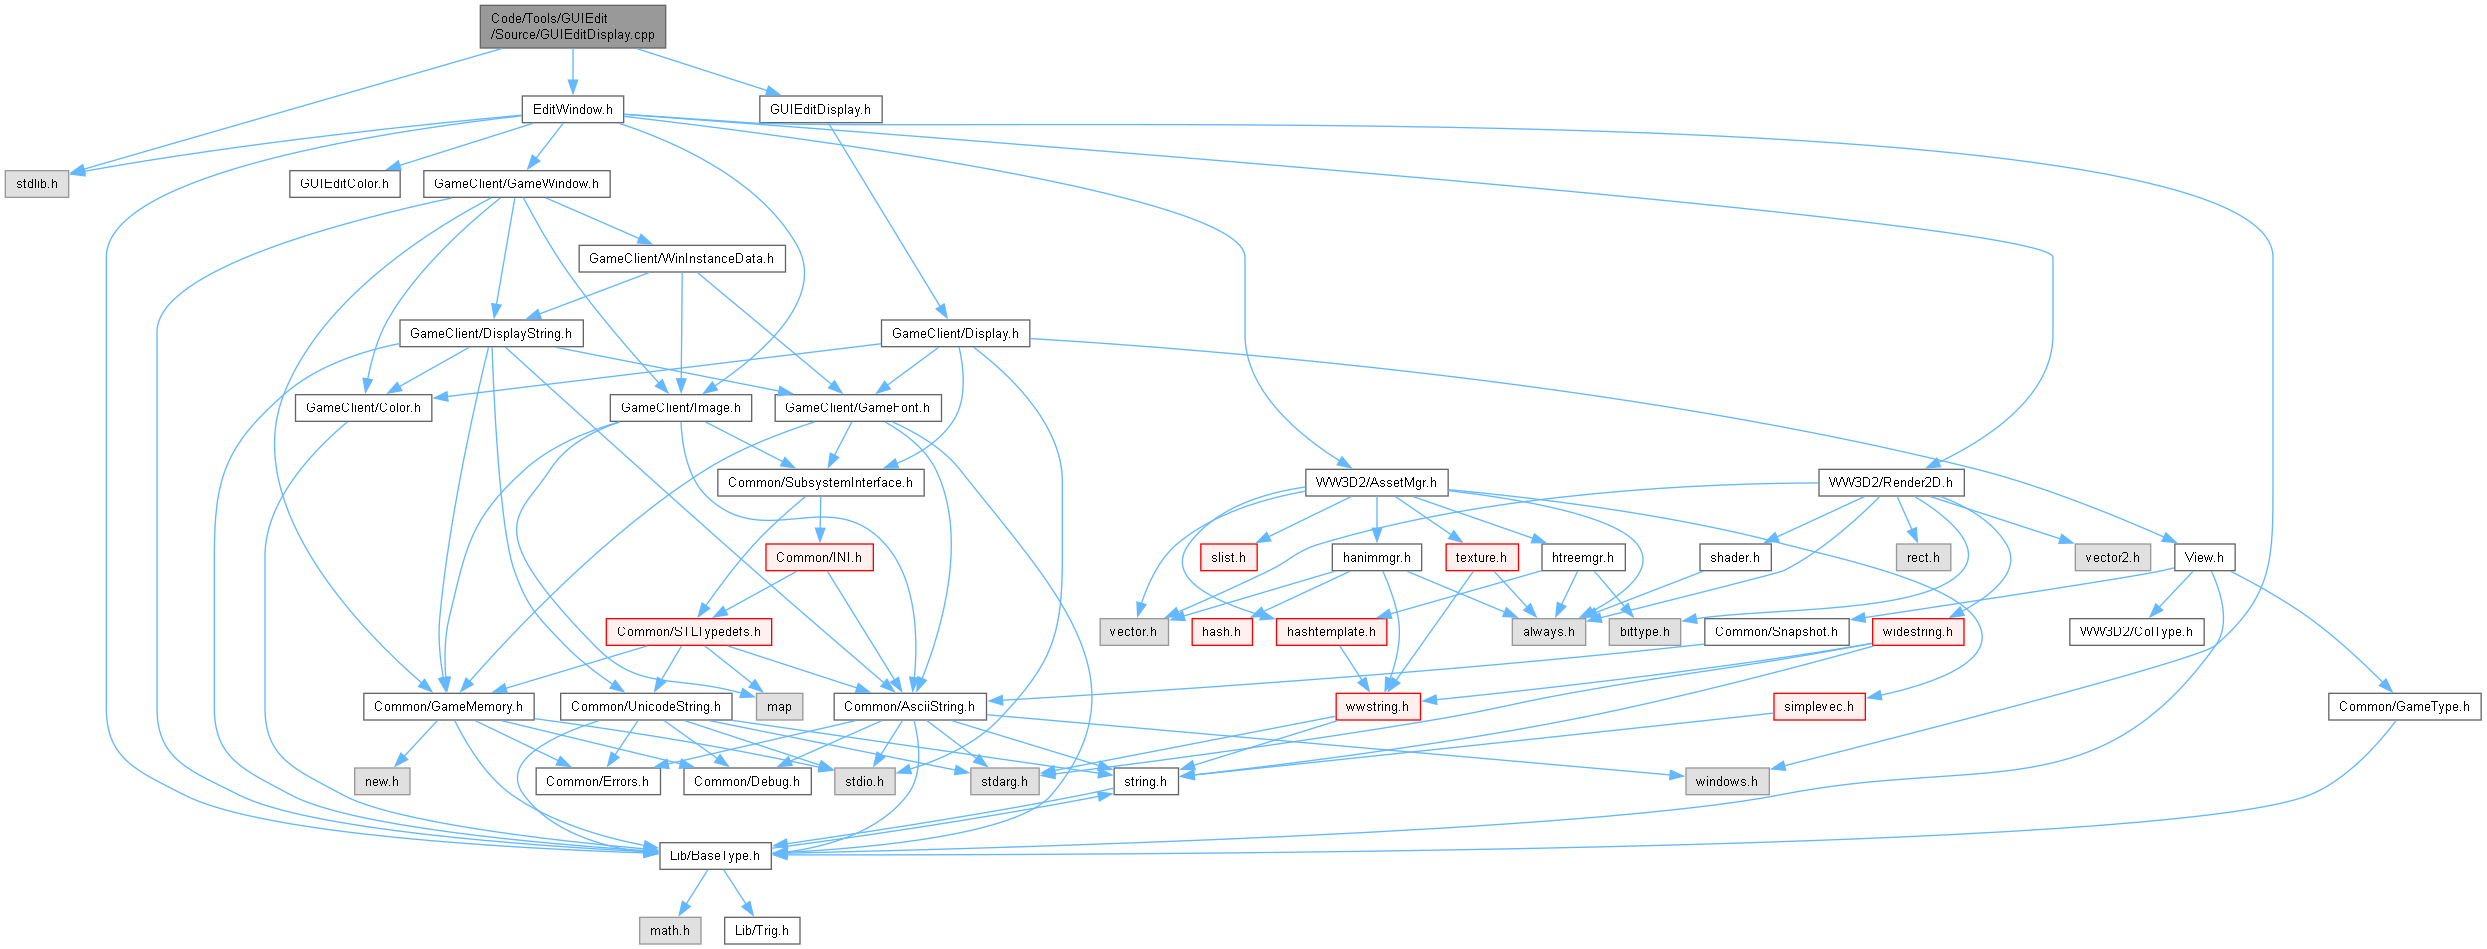 Code/Tools/GUIEdit
/Source/GUIEditDisplay.cpp
EditWindow.h
GUIEditDisplay.h
stdlib.h
GUIEditColor.h
GameClient/GameWindow.h
GameClient/WinInstanceData.h
GameClient/DisplayString.h
GameClient/Display.h
GameClient/Color.h
GameClient/Image.h
GameClient/GameFont.h
Common/SubsystemInterface.h
WW3D2/AssetMgr.h
WW3D2/Render2D.h
Common/INI.h
slist.h
hanimmgr.h
texture.h
htreemgr.h
shader.h
rect.h
vector2.h
View.h
Common/STLTypedefs.h
vector.h
hash.h
hashtemplate.h
always.h
bittype.h
Common/Snapshot.h
widestring.h
WW3D2/ColType.h
Common/GameMemory.h
Common/UnicodeString.h
map
Common/AsciiString.h
wwstring.h
simplevec.h
Common/GameType.h
new.h
Common/Errors.h
Common/Debug.h
stdio.h
stdarg.h
string.h
windows.h
Lib/BaseType.h
math.h
Lib/Trig.h